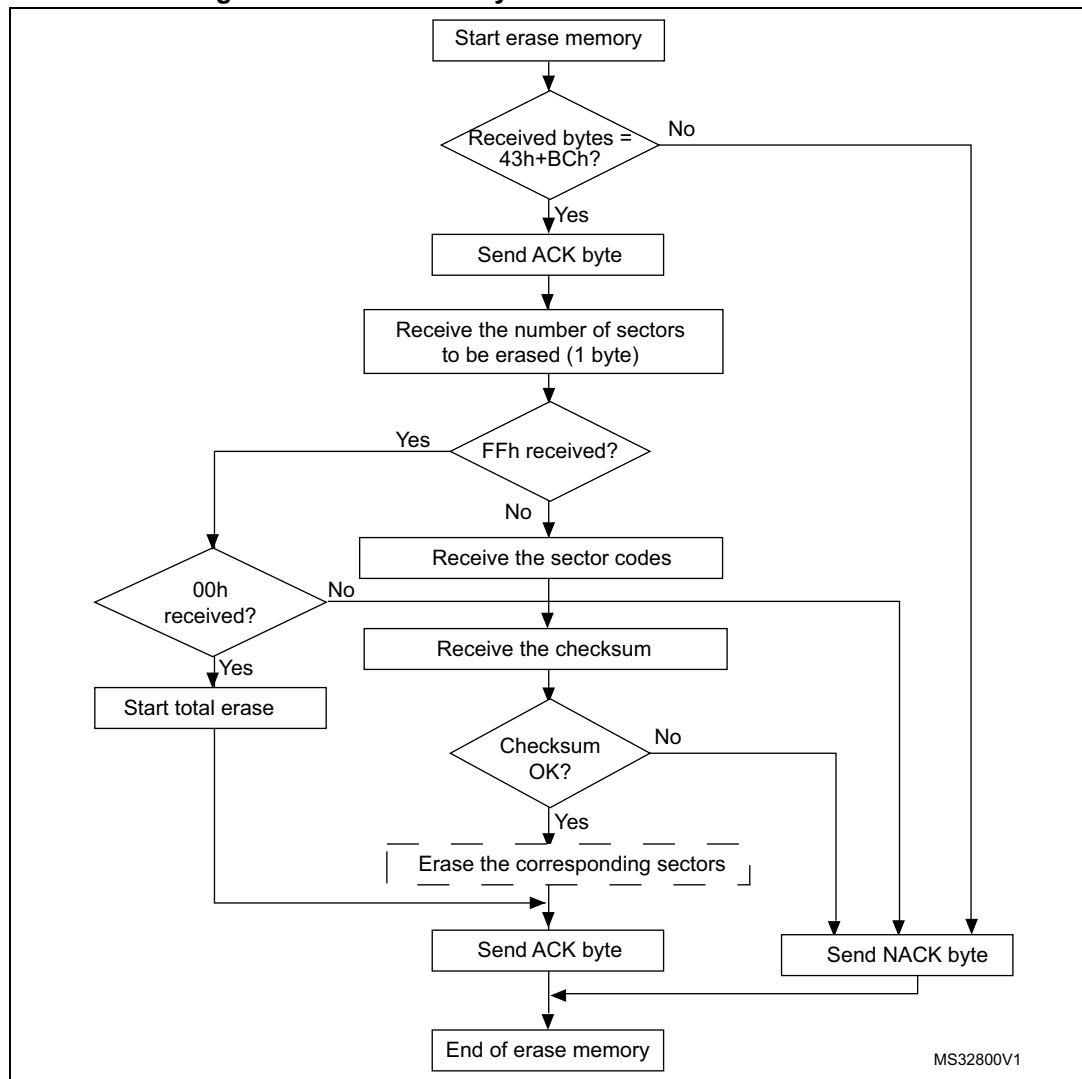 Start erase memory
Received bytes =
43h+BCh?
No
Yes
Send ACK byte
Receive the number of sectors
to be erased (1 byte)
Yes
FFh received?
No
Receive the sector codes
00h
received?
No
Receive the checksum
Yes
Start total erase
Checksum
OK?
No
Yes
Erase the corresponding sectors
Send ACK byte
Send NACK byte
End of erase memory
MS32800V1